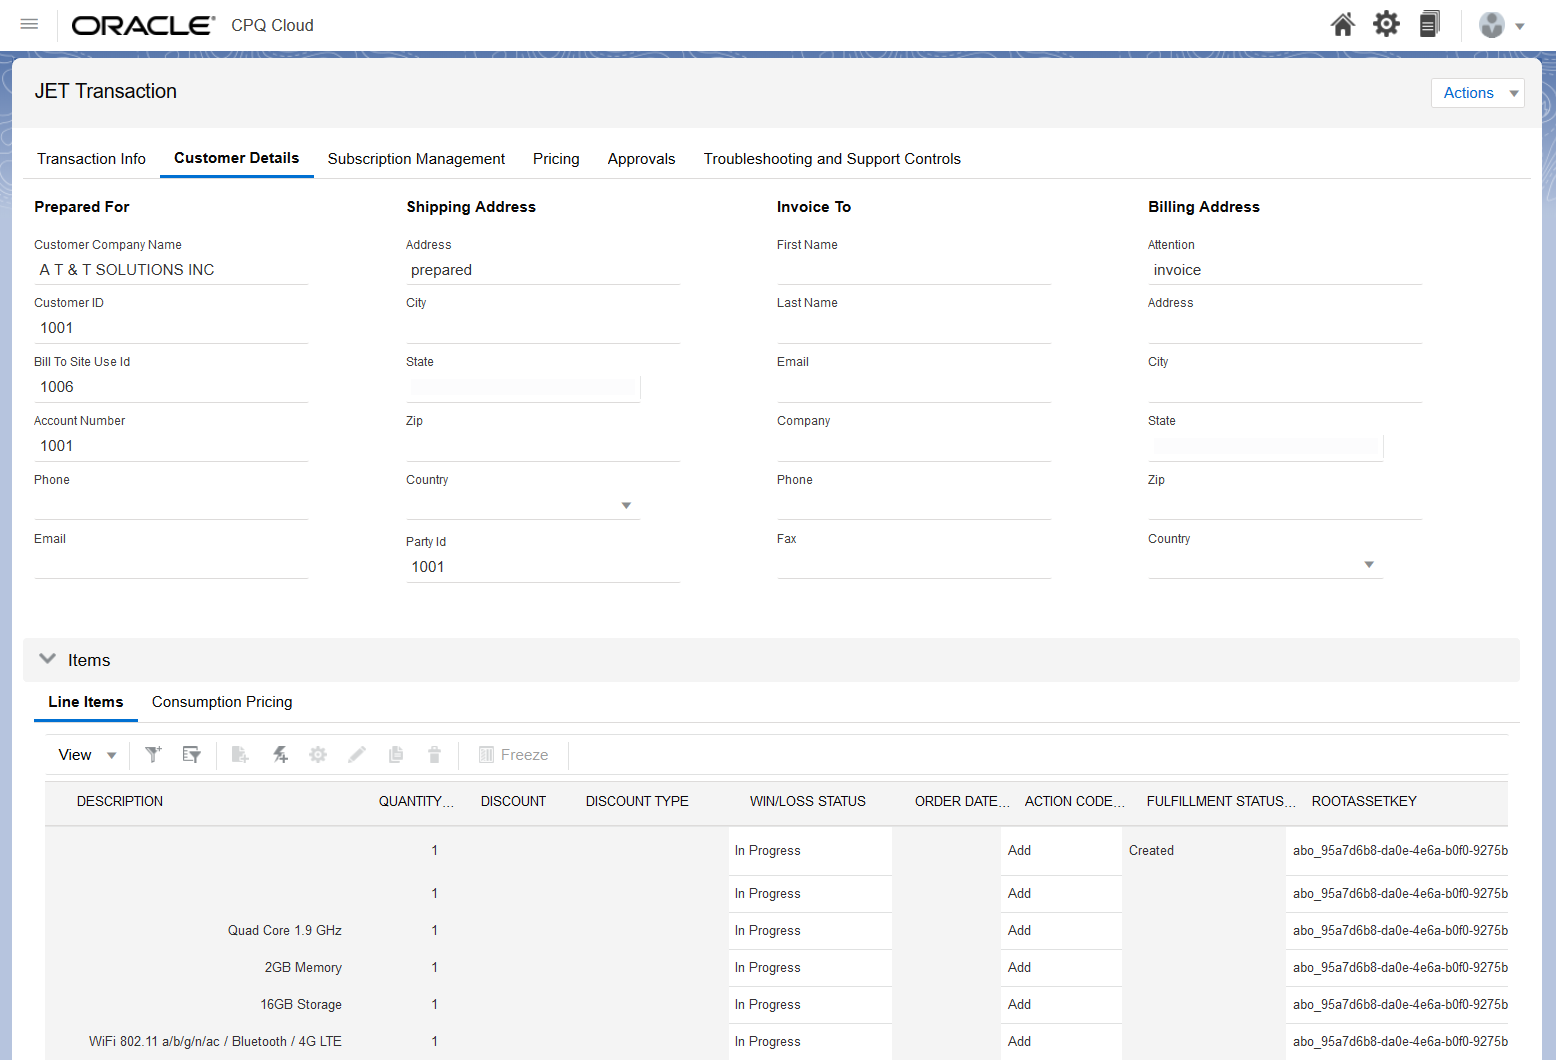 ORACLE® CPQ Cloud
JET Transaction
Actions
Transaction Info Customer Details Subscription Management Pricing Approvals Troubleshooting and Support Controls
Prepared For Shipping Address Invoice To Billing Address
Customer Company Name Address First Name Attention
A T & T SOLUTIONS INC prepared invoice
Customer ID City Last Name Address
1001
Bill To Site Use Id State Email City
1006
Account Number Zip Company State
1001
Phone Country Phone Zip
Email Party Id Fax Country
1001
Items
Line Items Consumption Pricing
View Freeze
DESCRIPTION QUANTITY... DISCOUNT DISCOUNT TYPE WIN/LOSS STATUS ORDER DATE... ACTION CODE... FULFILLMENT STATUS... ROOTASSETKEY
1 In Progress Add Created abo_95a7d6b8-da0e-4e6a-b0f0-9275b
1 In Progress Add abo_95a7d6b8-da0e-4e6a-b0f0-9275b
Quad Core 1.9 GHz 1 In Progress Add abo_95a7d6b8-da0e-4e6a-b0f0-9275b
2GB Memory 1 In Progress Add abo_95a7d6b8-da0e-4e6a-b0f0-9275b
16GB Storage 1 In Progress Add abo_95a7d6b8-da0e-4e6a-b0f0-9275b
WiFi 802.11 a/b/g/n/ac / Bluetooth / 4G LTE 1 In Progress Add abo_95a7d6b8-da0e-4e6a-b0f0-9275b